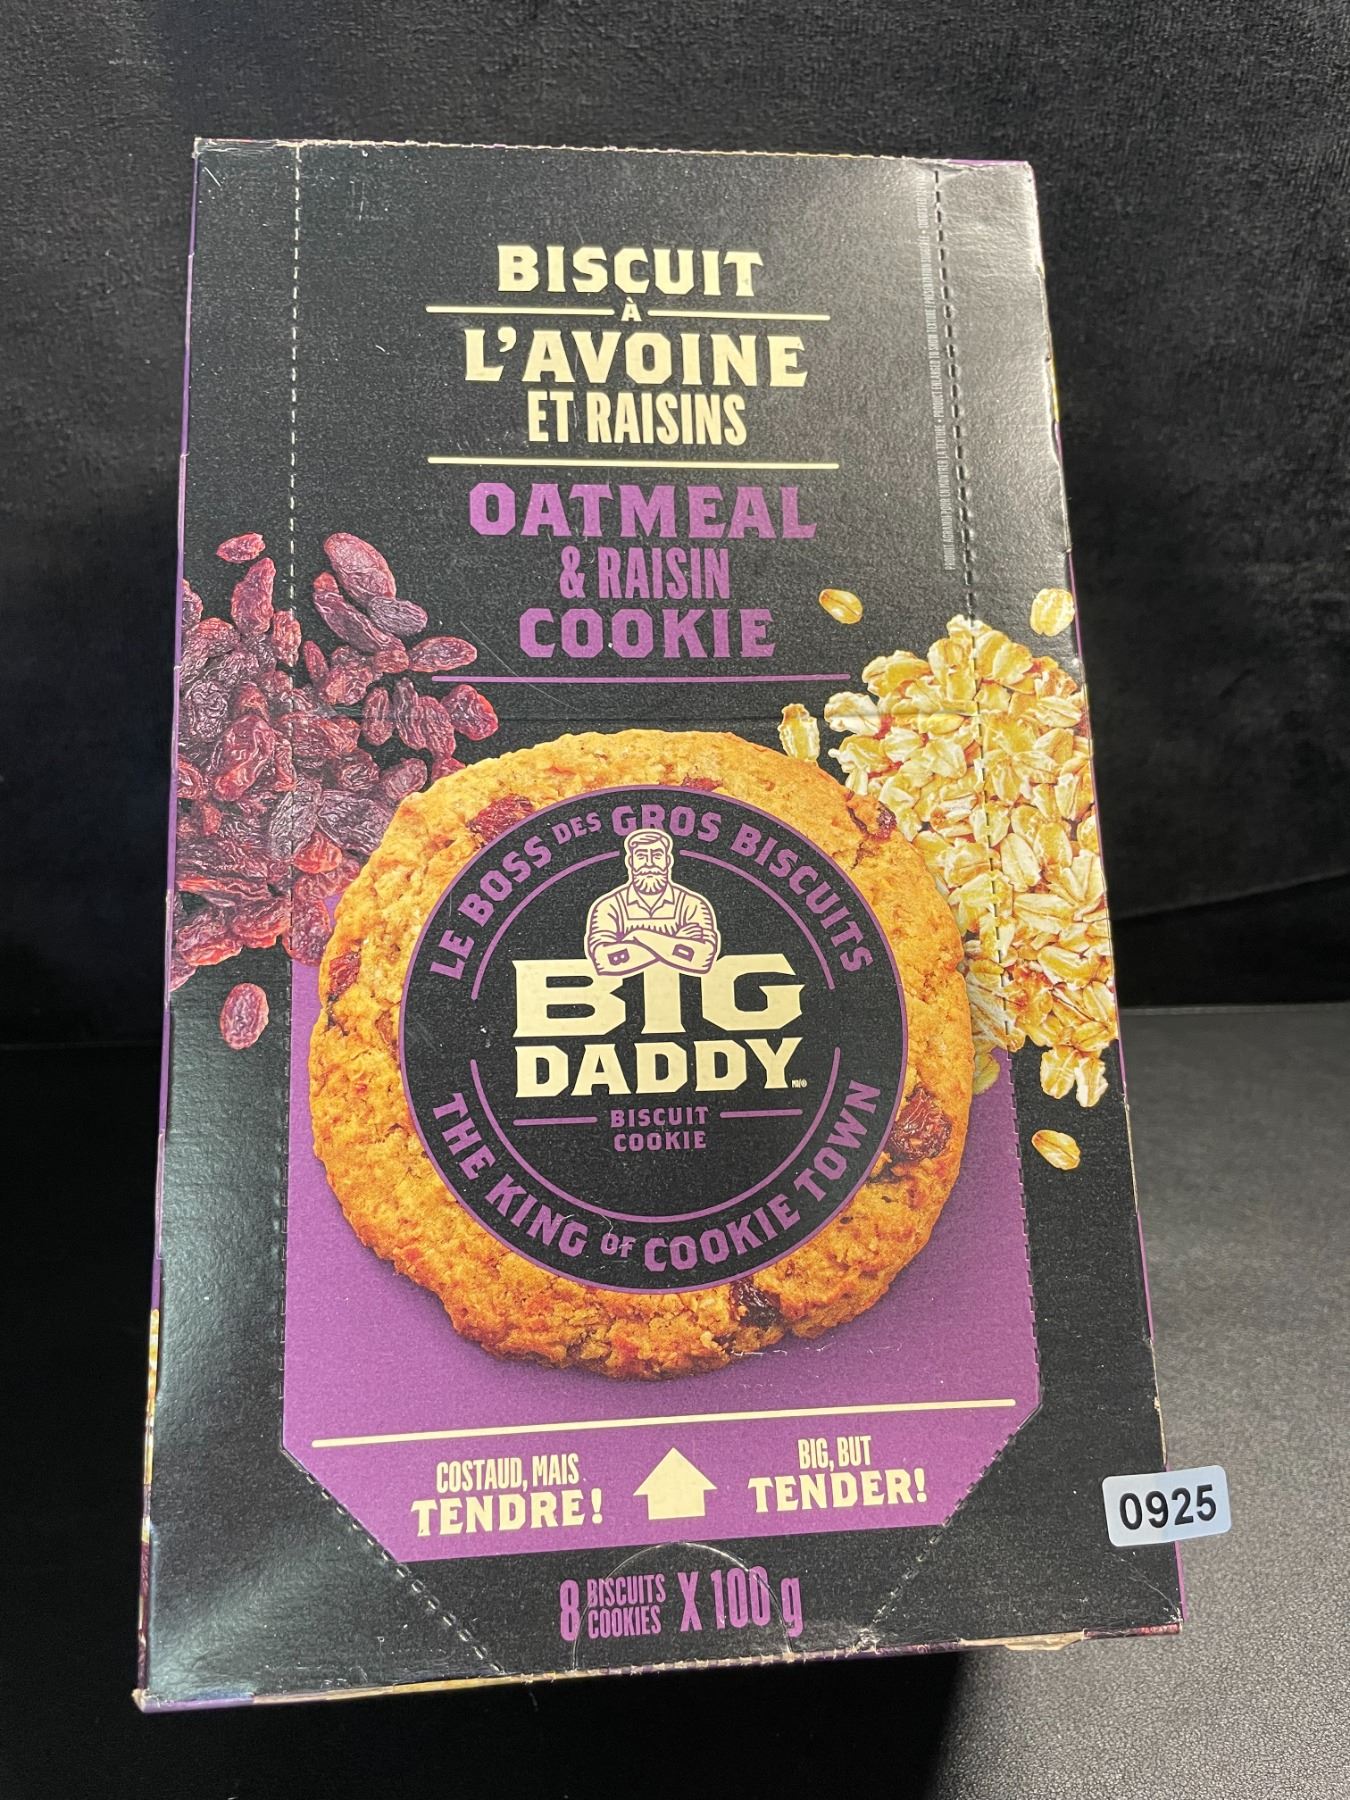 BISCUIT
À
L'AVOINE
ET RAISINS
OATMEAL
& RAISIN
COOKIE
LE BOSS DES GROS BISCUITS
B D
BIG
DADDY
BISCUIT
COOKIE
THE KING OF COOKIE TOWN
COSTAUD, MAIS
TENDRE!
BIG, BUT
TENDER!
8 BISCUITS COOKIES X 100 g
0925